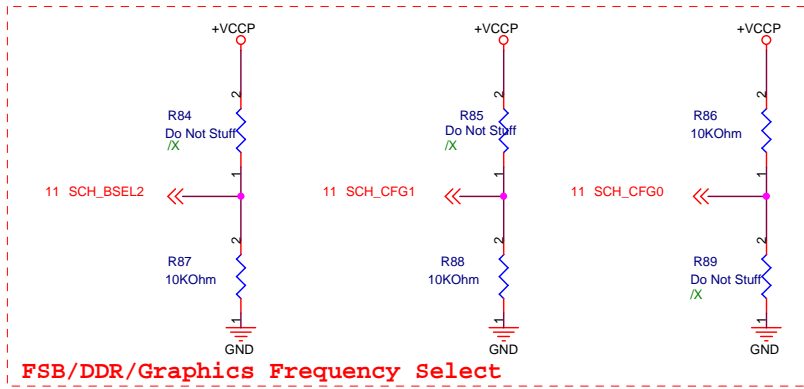 +VCCP
R84
Do Not Stuff
/X
2
1
11 SCH_BSEL2
R87
10KOhm
2
1
GND
+VCCP
R85
Do Not Stuff
/X
2
1
11 SCH_CFG1
R88
10KOhm
2
1
GND
+VCCP
R86
10KOhm
2
1
11 SCH_CFG0
R89
Do Not Stuff
/X
2
1
GND
FSB/DDR/Graphics Frequency Select